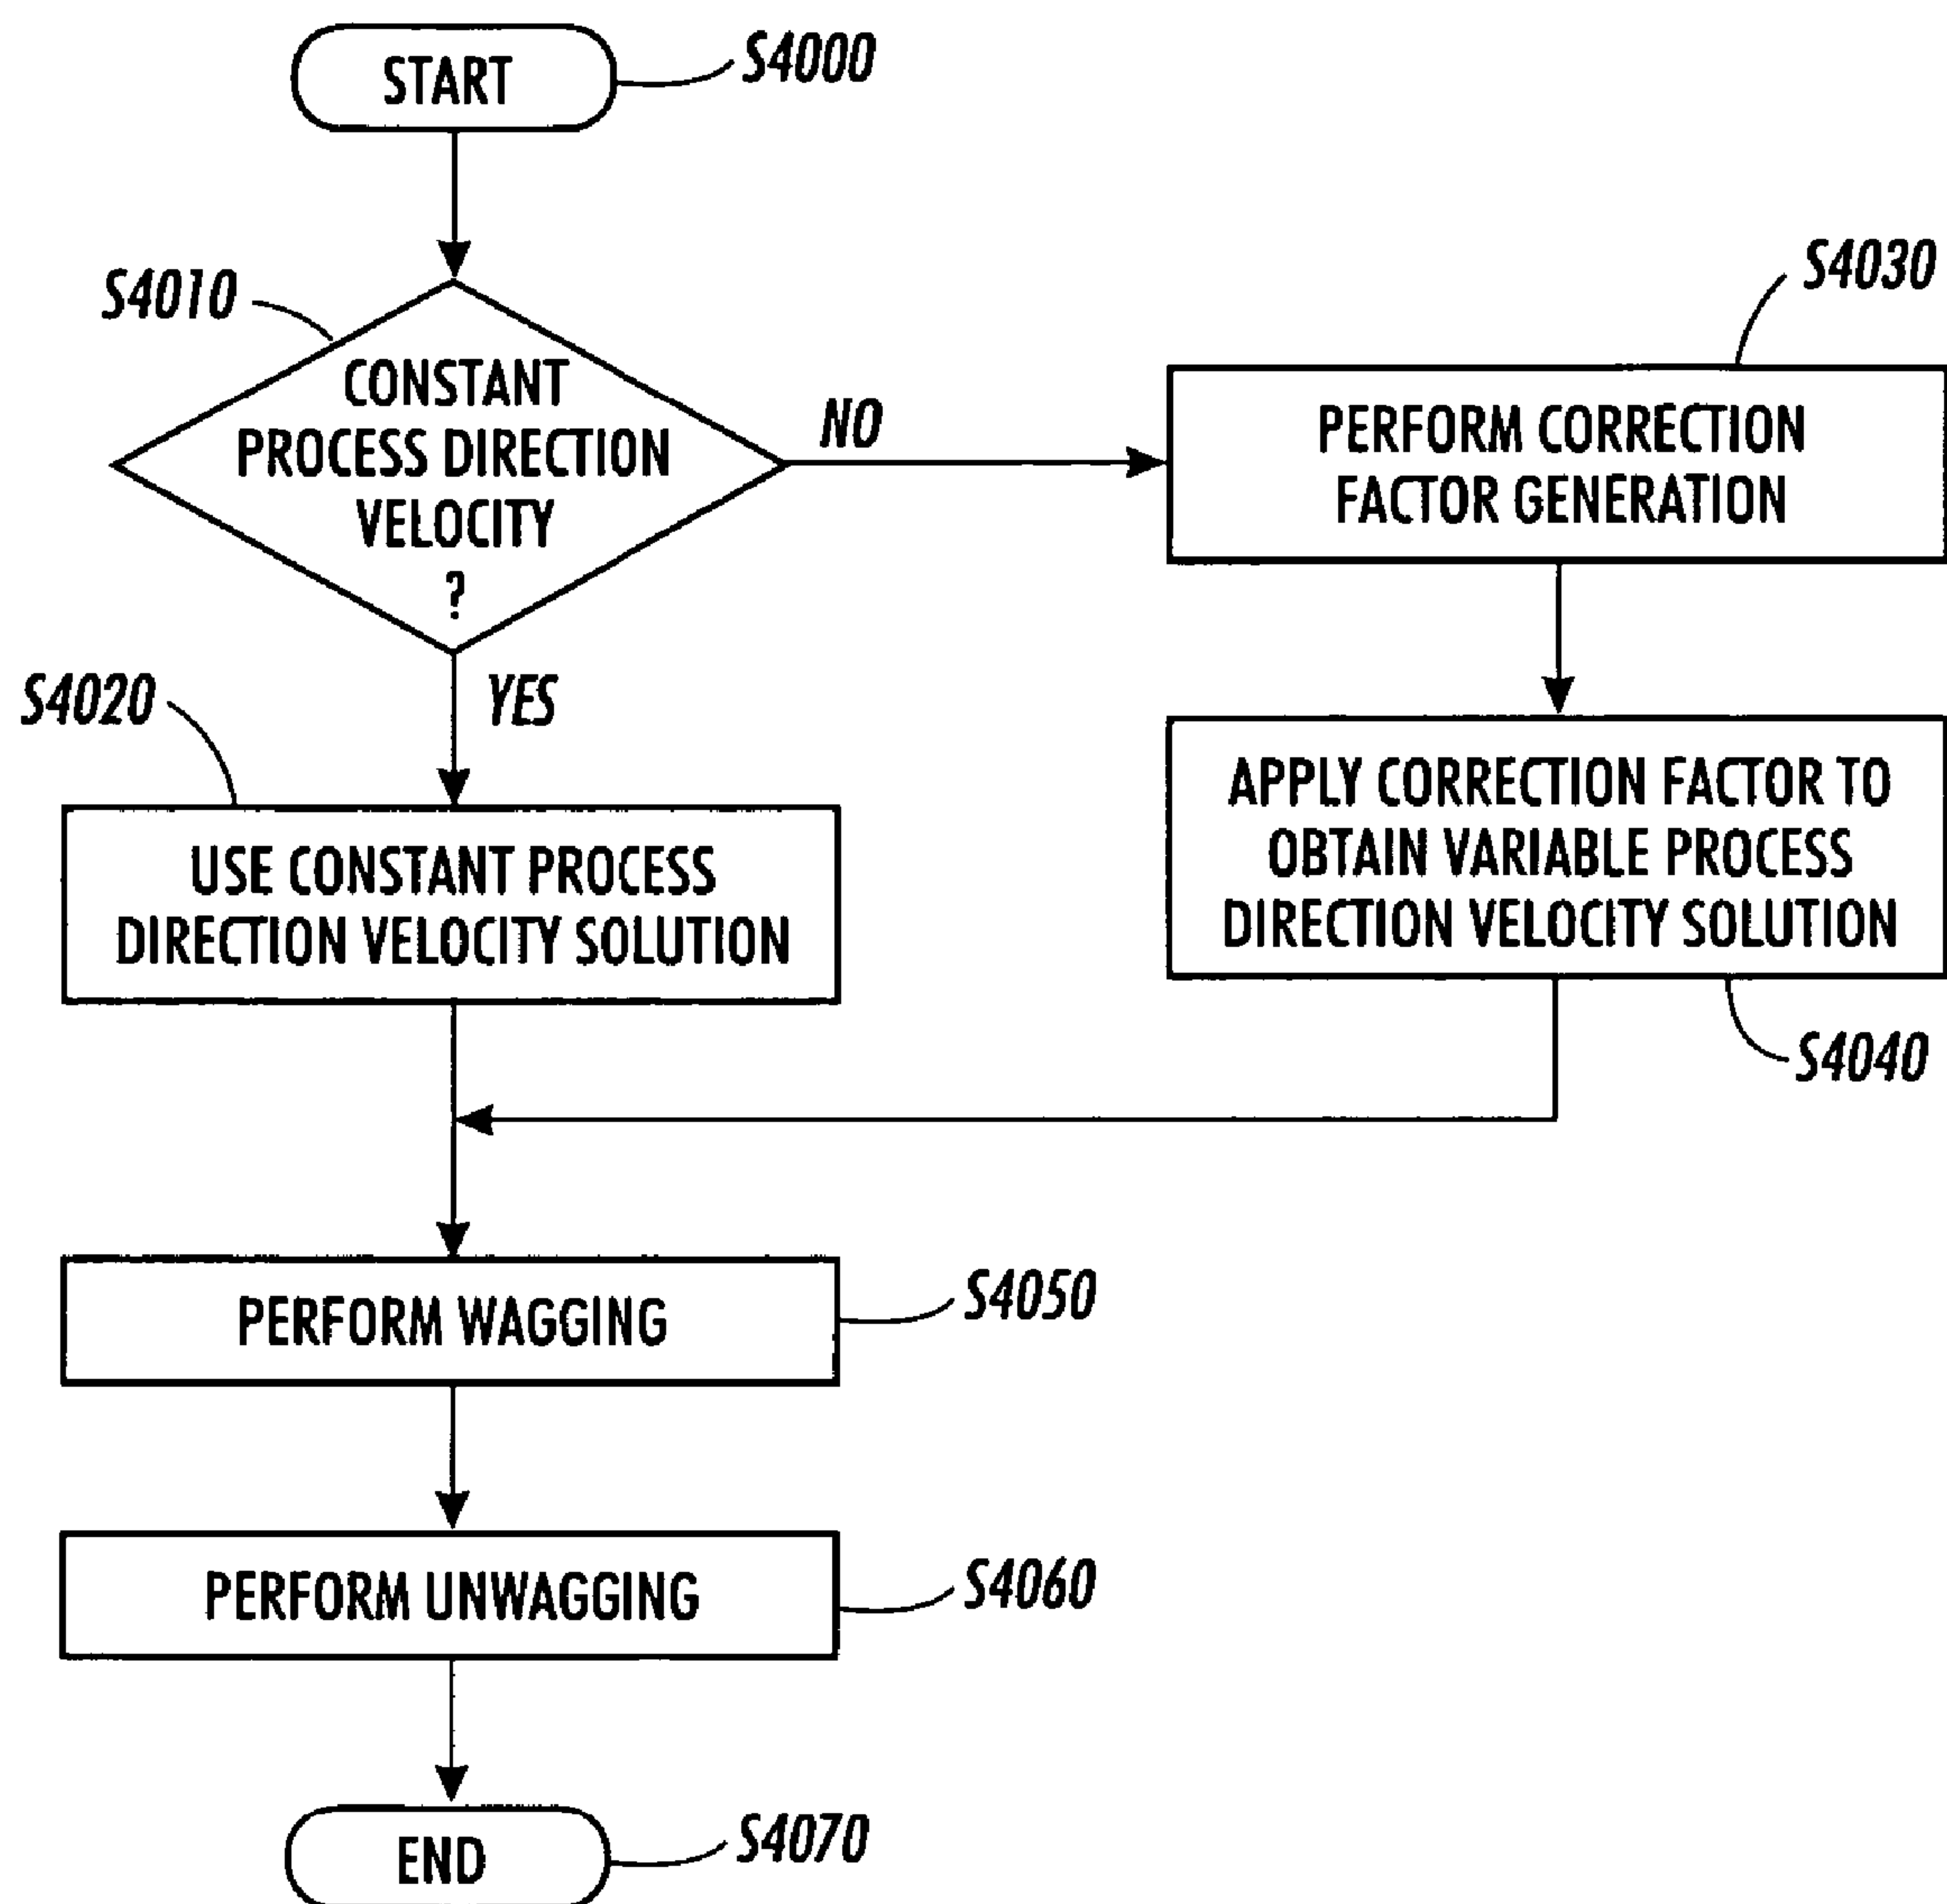 START
S4000
S4010
CONSTANT
PROCESS DIRECTION
VELOCITY
?
NO
YES
S4030
PERFORM CORRECTION
FACTOR GENERATION
S4020
USE CONSTANT PROCESS
DIRECTION VELOCITY SOLUTION
APPLY CORRECTION FACTOR TO
OBTAIN VARIABLE PROCESS
DIRECTION VELOCITY SOLUTION
S4040
PERFORM WAGGING
S4050
PERFORM UNWAGGING
S4060
END
S4070